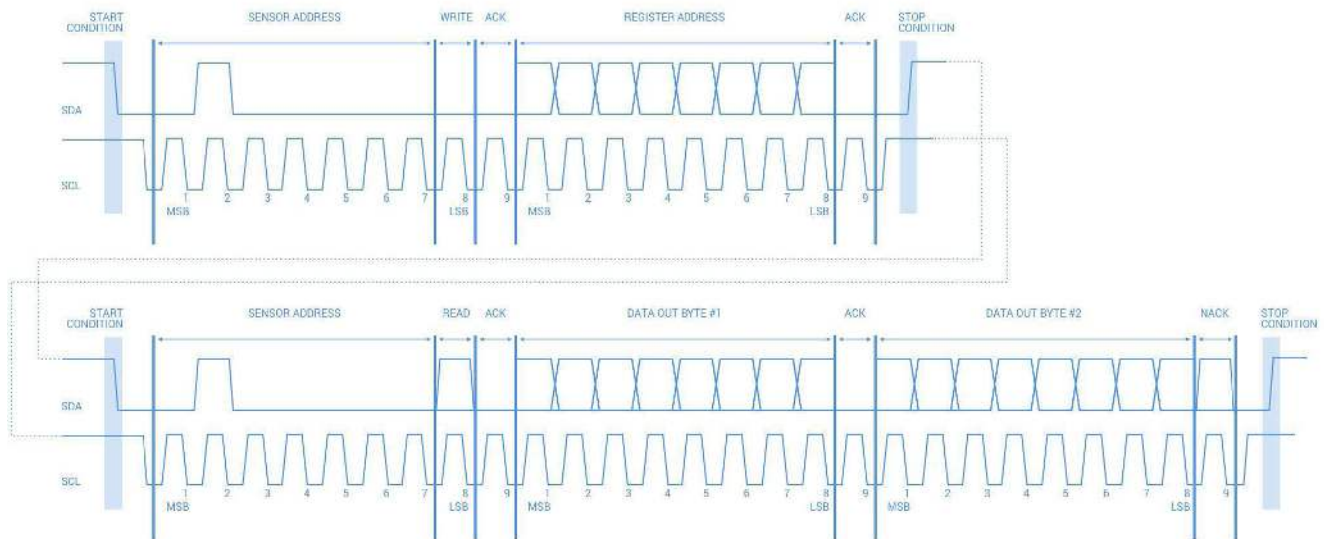 START CONDITION
SENSOR ADDRESS
WRITE
ACK
REGISTER ADDRESS
ACK
STOP CONDITION
SDA
SCL
1 2 3 4 5 6 7 8 9 1 2 3 4 5 6 7 8 9
MSB LSB MSB LSB
START CONDITION
SENSOR ADDRESS
READ
ACK
DATA OUT BYTE #1
ACK
DATA OUT BYTE #2
NACK
STOP CONDITION
SDA
SCL
1 2 3 4 5 6 7 8 9 1 2 3 4 5 6 7 8 9 1 2 3 4 5 6 7 8 9
MSB LSB MSB LSB MSB LSB